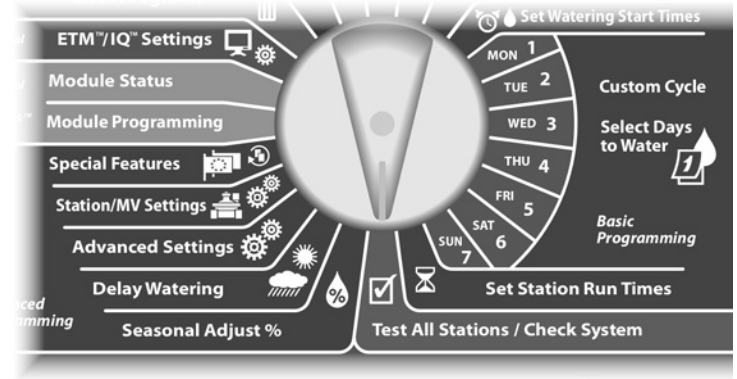 Set Watering Start Times
ETM™/IQ™ Settings
Module Status
Module Programming
Special Features
Station/MV Settings
Advanced Settings
Delay Watering
Seasonal Adjust %
%
MON 1
TUE 2
WED 3
THU 4
FRI 5
SAT 6
SUN 7
Custom Cycle
Select Days
to Water
1
Basic
Programming
Set Station Run Times
Test All Stations / Check System